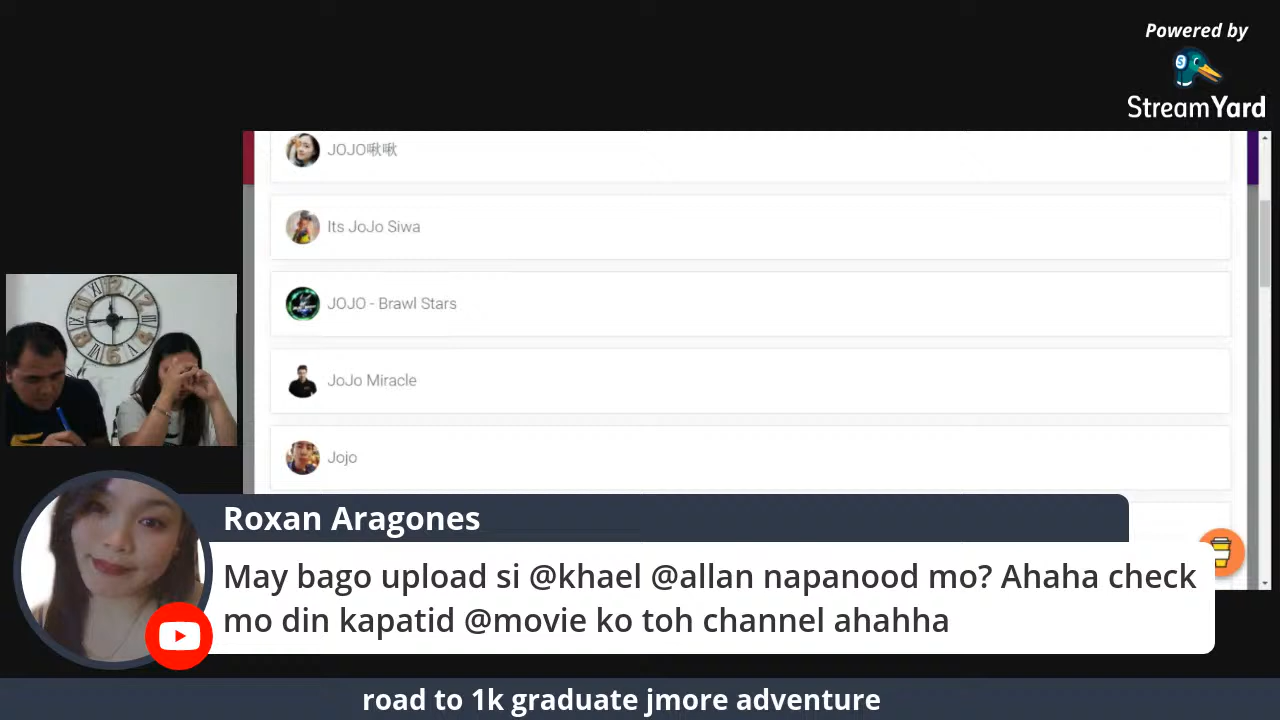 Powered by
StreamYard
JOJO啾啾
Its JoJo Siwa
JOJO - Brawl Stars
JoJo Miracle
Jojo
Roxan Aragones
May bago upload si @khael @allan napanood mo? Ahaha check
mo din kapatid @movie ko toh channel ahahha
road to 1k graduate jmore adventure